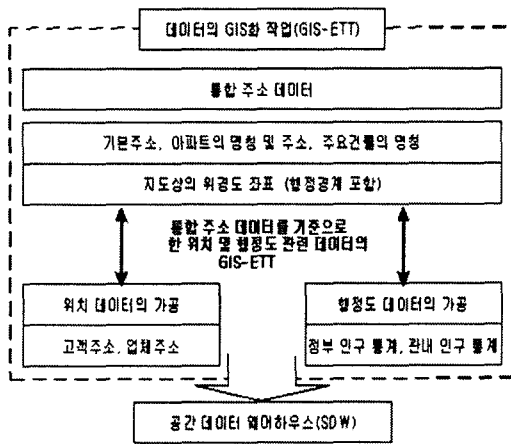 데이터의 GIS화 작업(GIS-ETT)
통합 주소 데이터
기본주소, 아파트의 명칭 및 주소, 주요건물의 명칭
지도상의 위경도 좌표 (행정경계 포함)
통합 주소 데이터를 기준으로
한 위치 및 행정도 관련 데이터의
GIS-ETT
위치 데이터의 가공
고객주소, 업체주소
행정도 데이터의 가공
정부 인구 통계, 관내 인구 통계
공간 데이터 웨어하우스(SDW)